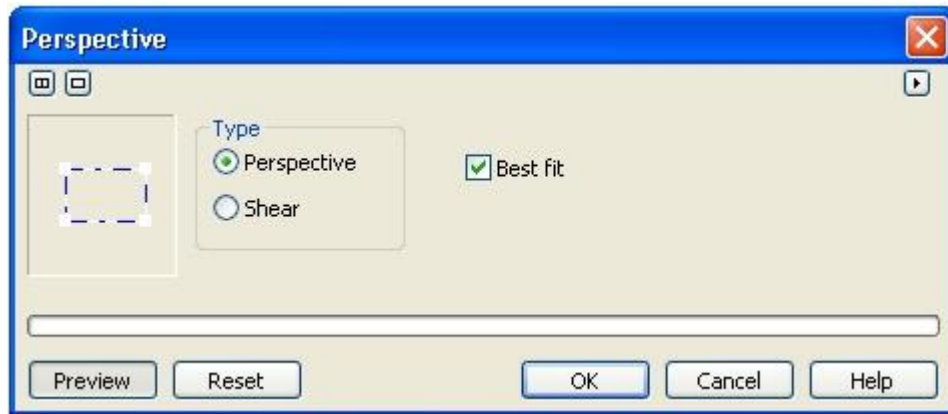 Perspective
Type
Perspective
Best fit
Shear
Preview Reset OK Cancel Help